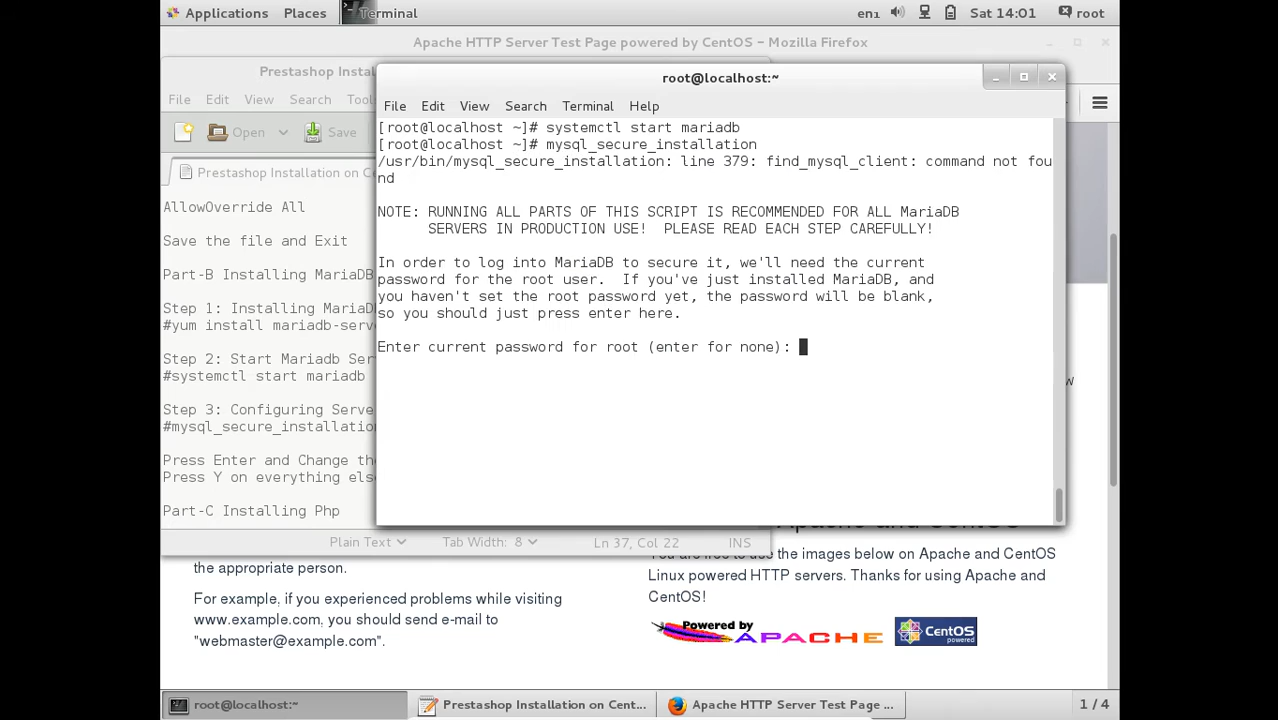 Applications Places Terminal en₁ Sat 14:01 root
Apache HTTP Server Test Page powered by CentOS – Mozilla Firefox
Prestashop Instal
root@localhost:~
File Edit View Search Tool
File Edit View Search Terminal Help
Open Save
Prestashop Installation on Cent
[root@localhost ~]# systemctl start mariadb
[root@localhost ~]# mysql_secure_installation
/usr/bin/mysql_secure_installation: line 379: find_mysql_client: command not fou
nd
NOTE: RUNNING ALL PARTS OF THIS SCRIPT IS RECOMMENDED FOR ALL MariaDB
SERVERS IN PRODUCTION USE! PLEASE READ EACH STEP CAREFULLY!
In order to log into MariaDB to secure it, we'll need the current
password for the root user. If you've just installed MariaDB, and
you haven't set the root password yet, the password will be blank,
so you should just press enter here.
Enter current password for root (enter for none):
AllowOverride All
Save the file and Exit
Part-B Installing MariaDB
Step 1: Installing MariaD
#yum install mariadb-serv
Step 2: Start Mariadb Ser
#systemctl start mariadb
Step 3: Configuring Serve
#mysql_secure_installation
Press Enter and Change the
Press Y on everything else
Part-C Installing Php
Plain Text Tab Width: 8 Ln 37, Col 22 INS
the appropriate person.
For example, if you experienced problems while visiting
www.example.com, you should send e-mail to
"webmaster@example.com".
w
Apache and CentOS
You are free to use the images below on Apache and CentOS
Linux powered HTTP servers. Thanks for using Apache and
CentOS!
Powered by
APACHE
CentOS
powered
root@localhost:~ Prestashop Installation on Cent... Apache HTTP Server Test Page ... 1 / 4